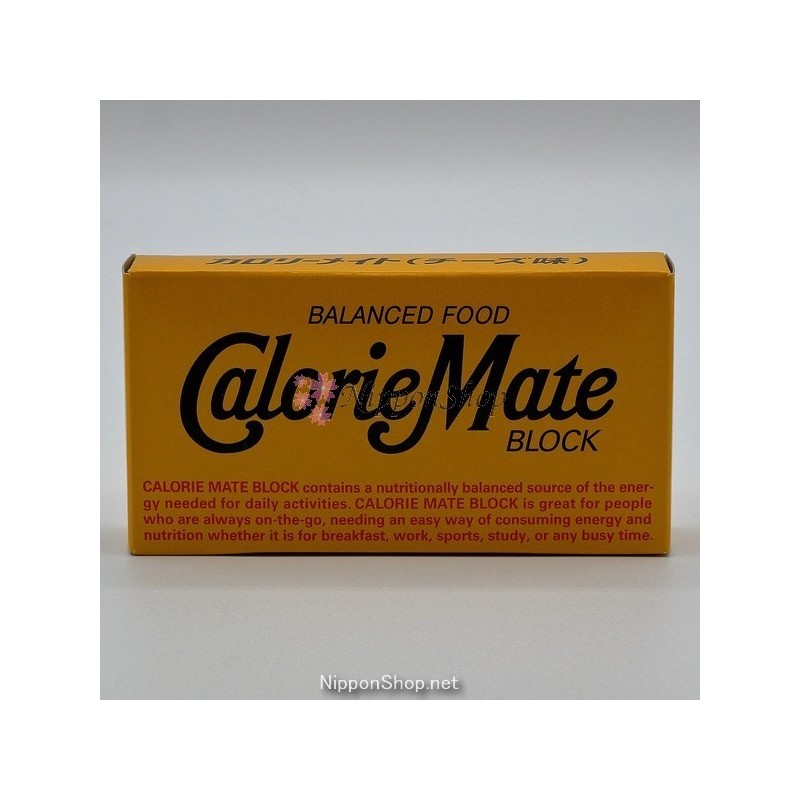 カロリーメイト(チーズ味)
BALANCED FOOD
CalorieMate
NipponShop
BLOCK
CALORIE MATE BLOCK contains a nutritionally balanced source of the ener-
gy needed for daily activities. CALORIE MATE BLOCK is great for people
who are always on-the-go, needing an easy way of consuming energy and
nutrition whether it is for breakfast, work, sports, study, or any busy time.
NipponShop.net